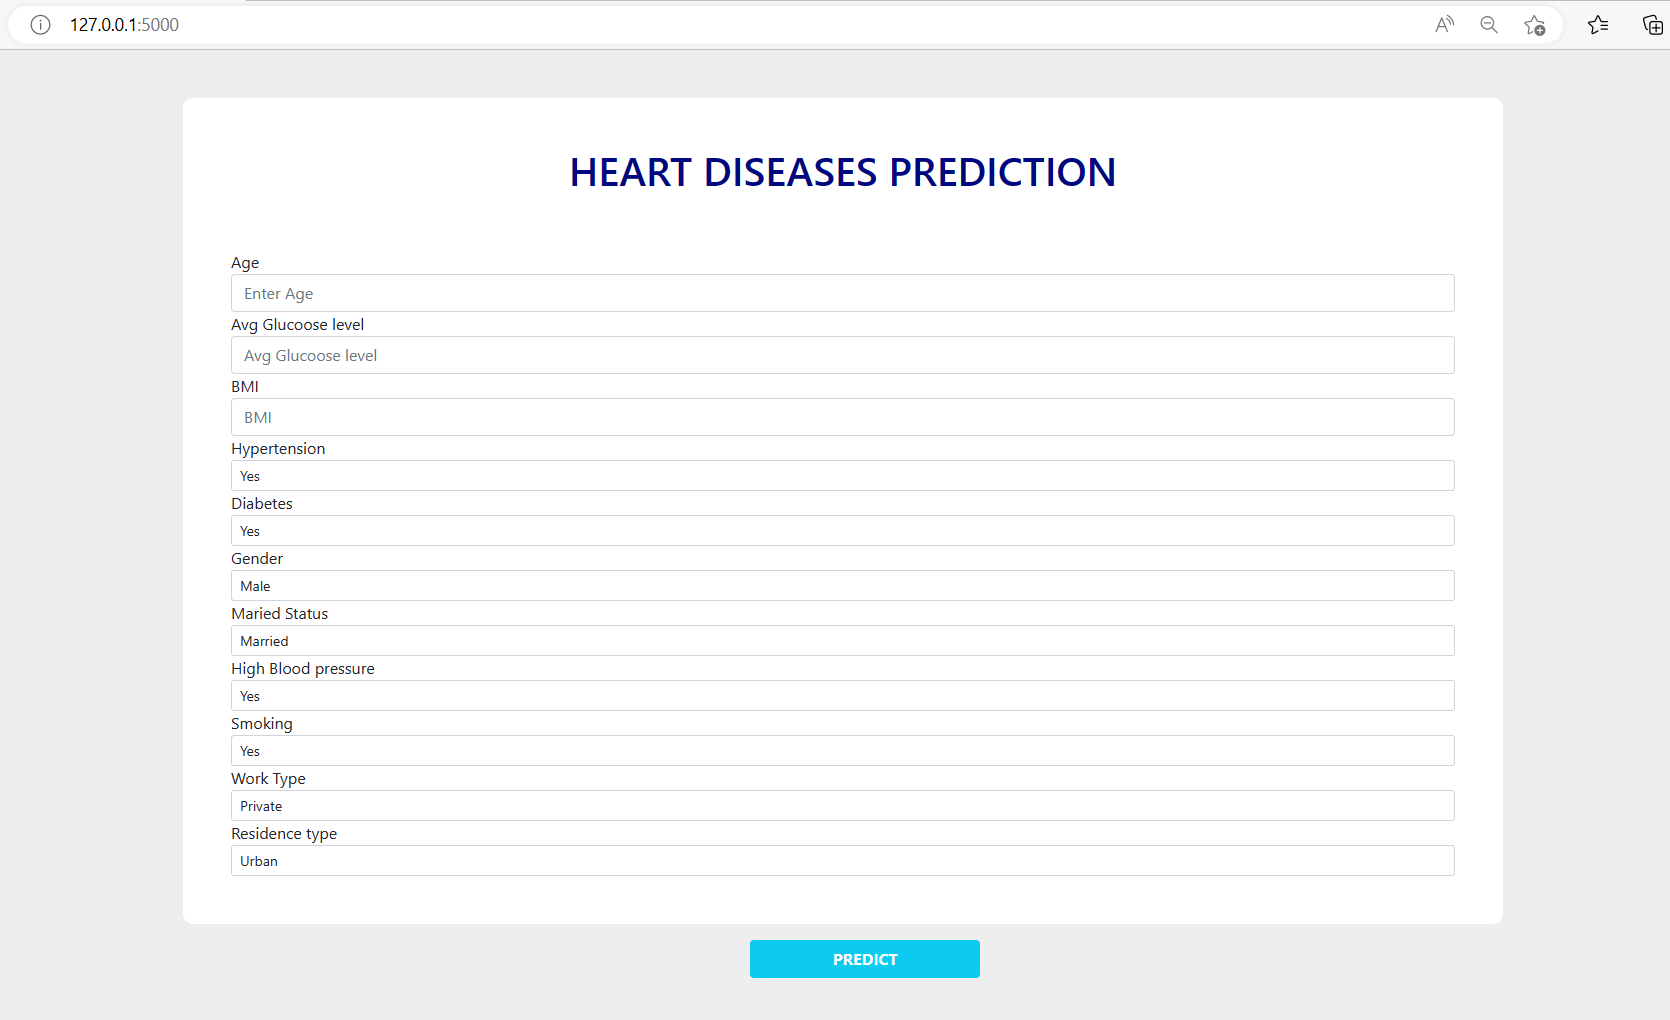 127.0.0.1:5000
HEART DISEASES PREDICTION
Age
Enter Age
Avg Glucoose level
Avg Glucoose level
BMI
BMI
Hypertension
Yes
Diabetes
Yes
Gender
Male
Maried Status
Married
High Blood pressure
Yes
Smoking
Yes
Work Type
Private
Residence type
Urban
PREDICT